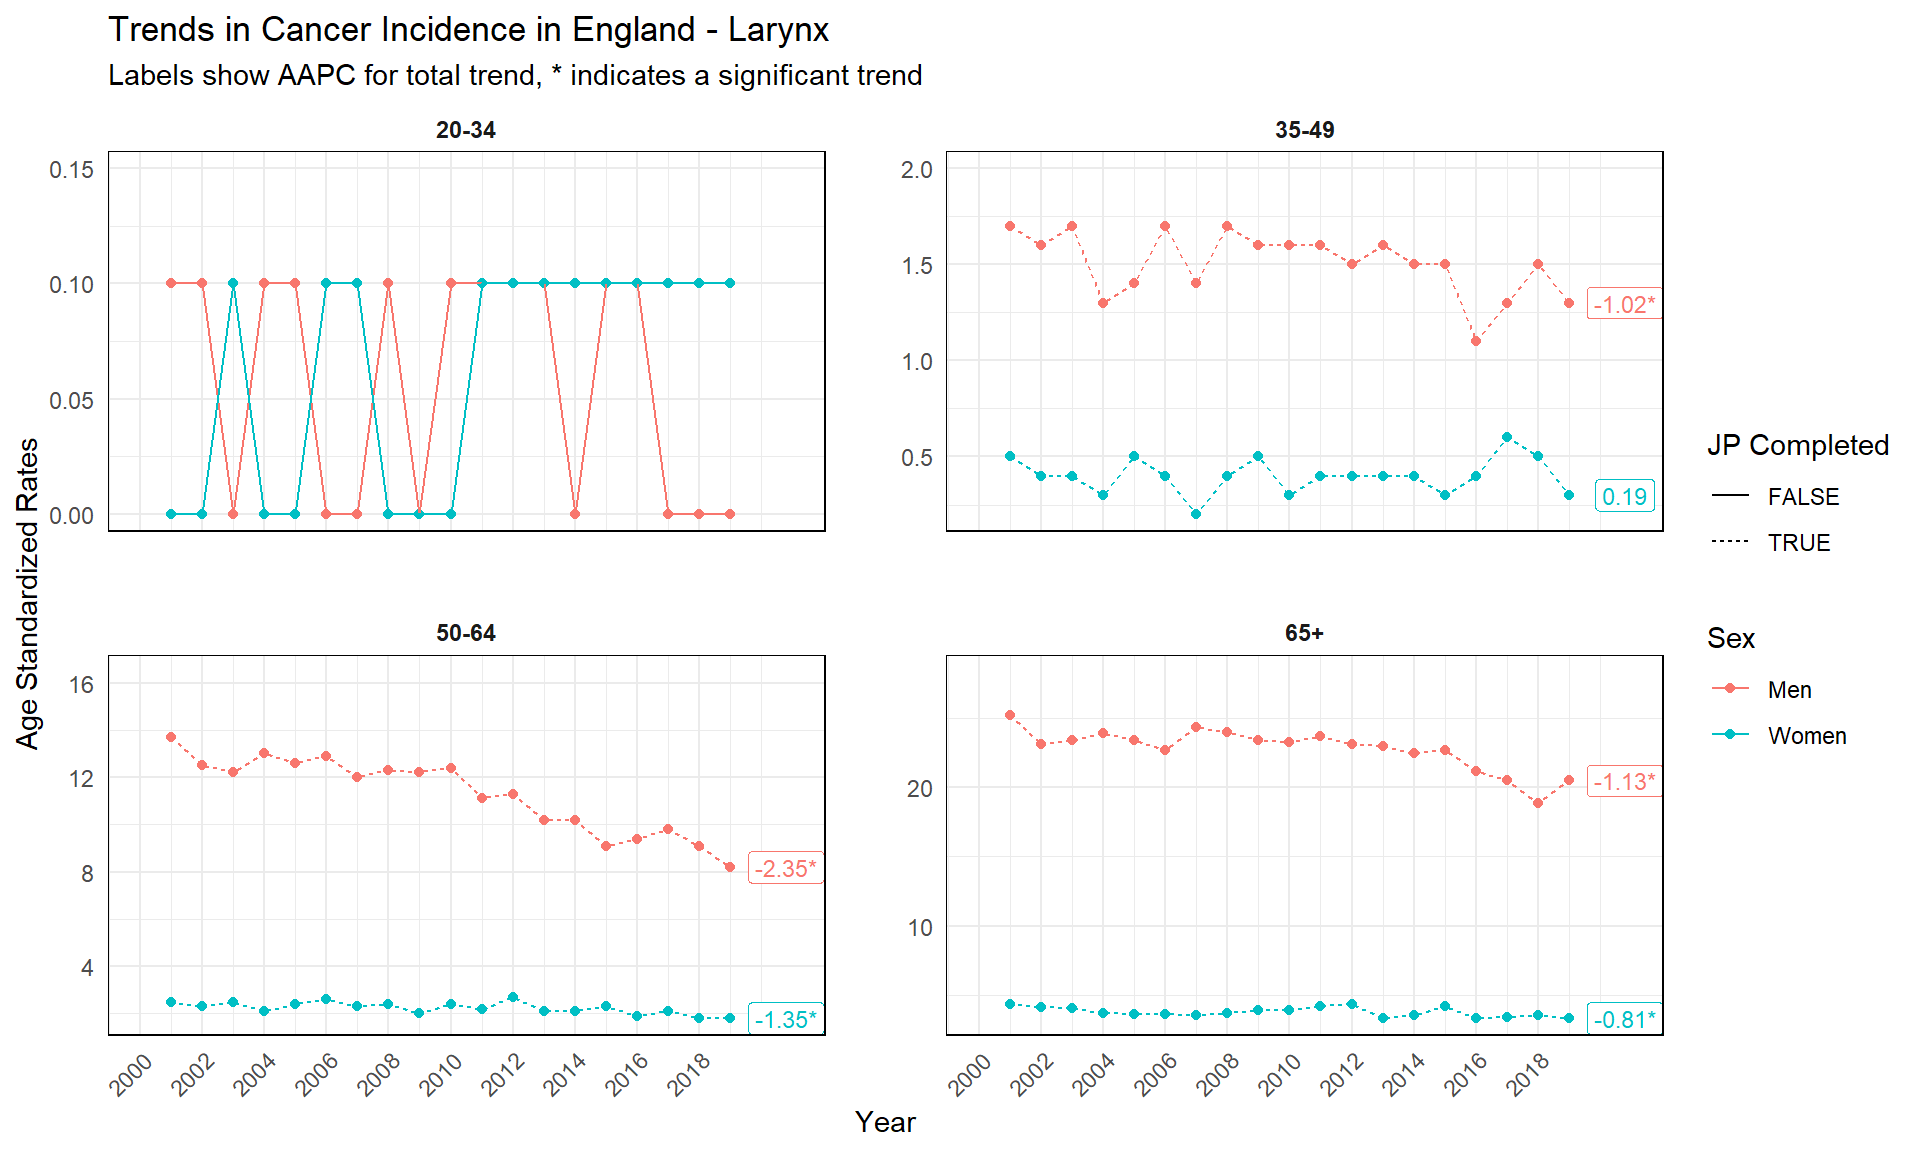 Trends in Cancer Incidence in England - Larynx
Labels show AAPC for total trend, * indicates a significant trend
Age Standardized Rates
20-34
0.15
0.10
0.05
0.00
35-49
2.0
1.5
1.0
0.5
-1.02*
0.19
50-64
16
12
8
4
-2.35*
-1.35*
2000 2002 2004 2006 2008 2010 2012 2014 2016 2018
65+
20
10
-1.13*
-0.81*
2000 2002 2004 2006 2008 2010 2012 2014 2016 2018
Year
JP Completed
FALSE
TRUE
Sex
Men
Women